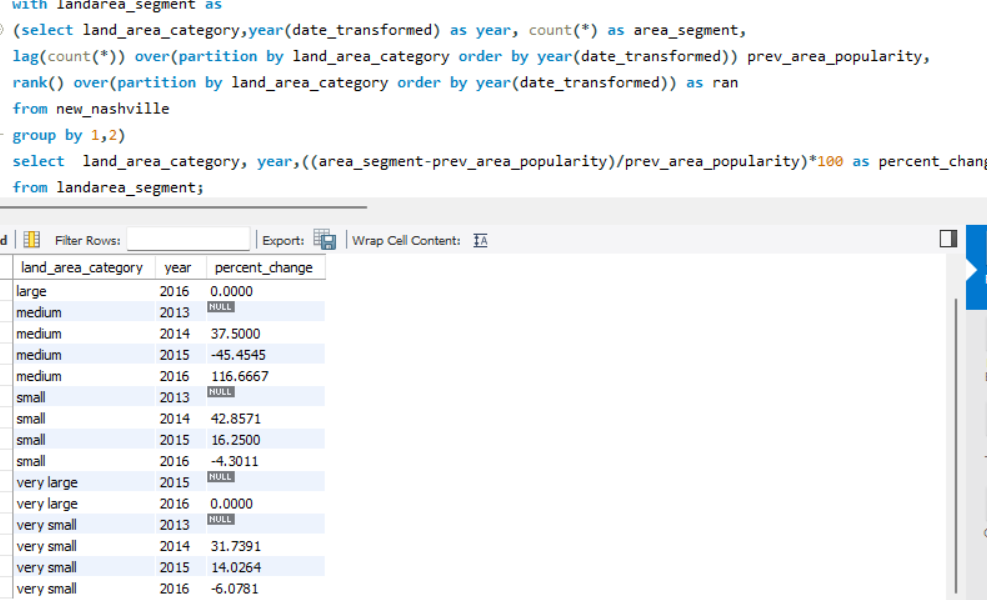 with landarea_segment as
(select land_area_category,year(date_transformed) as year, count(*) as area_segment,
lag(count(*)) over(partition by land_area_category order by year(date_transformed)) prev_area_popularity,
rank() over(partition by land_area_category order by year(date_transformed)) as ran
from new_nashville
group by 1,2)
select land_area_category, year,((area_segment-prev_area_popularity)/prev_area_popularity)*100 as percent_chang
from landarea_segment;
d Filter Rows: Export: Wrap Cell Content: IA
land_area_category year percent_change
large 2016 0.0000
medium 2013 NULL
medium 2014 37.5000
medium 2015 -45.4545
medium 2016 116.6667
small 2013 NULL
small 2014 42.8571
small 2015 16.2500
small 2016 -4.3011
very large 2015 NULL
very large 2016 0.0000
very small 2013 NULL
very small 2014 31.7391
very small 2015 14.0264
very small 2016 -6.0781